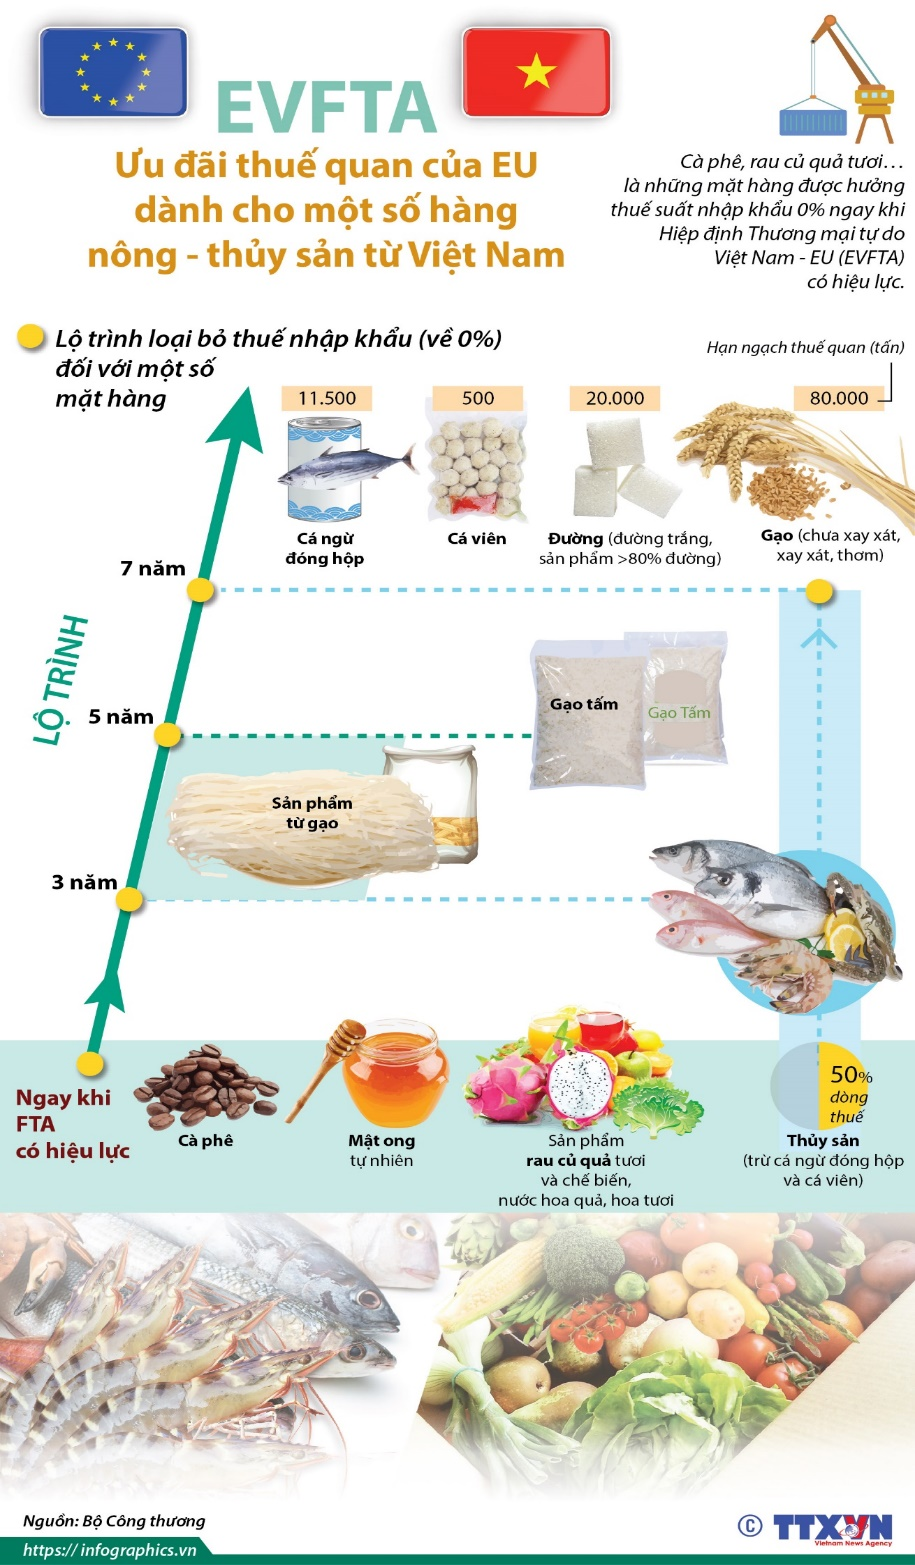 EVFTA
Ưu đãi thuế quan của EU
dành cho một số hàng
nông - thủy sản từ Việt Nam
Cà phê, rau củ quả tươi…
là những mặt hàng được hưởng
thuế suất nhập khẩu 0% ngay khi
Hiệp định Thương mại tự do
Việt Nam - EU (EVFTA)
có hiệu lực.
Lộ trình loại bỏ thuế nhập khẩu (về 0%)
đối với một số
mặt hàng
Hạn ngạch thuế quan (tấn)
11.500
500
20.000
80.000
Cá ngừ
đóng hộp
Cá viên
Đường (đường trắng,
sản phẩm >80% đường)
Gạo (chưa xay xát,
xay xát, thơm)
7 năm
LỘ TRÌNH
5 năm
Gạo tấm
Gạo Tấm
Sản phẩm
từ gạo
3 năm
Ngay khi
FTA
có hiệu lực
Cà phê
Mật ong
tự nhiên
Sản phẩm
rau củ quả tươi
và chế biến,
nước hoa quả, hoa tươi
50%
dòng
thuế
Thủy sản
(trừ cá ngừ đóng hộp
và cá viên)
Nguồn: Bộ Công thương
https:// infographics.vn
© TTXVN
Vietnam News Agency